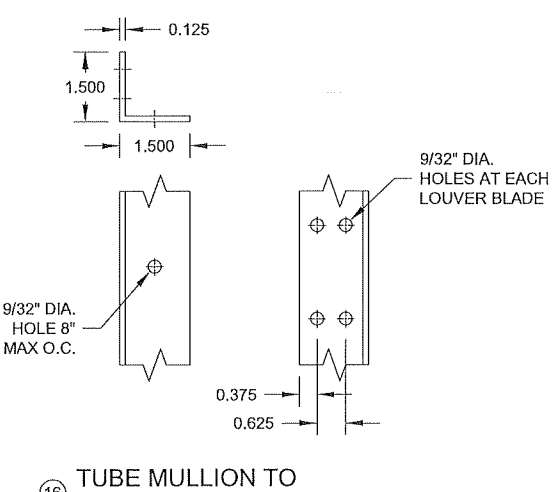 0.125
1.500
1.500
9/32" DIA.
HOLES AT EACH
LOUVER BLADE
9/32" DIA.
HOLE 8"
MAX O.C.
0.375
0.625
16 TUBE MULLION TO